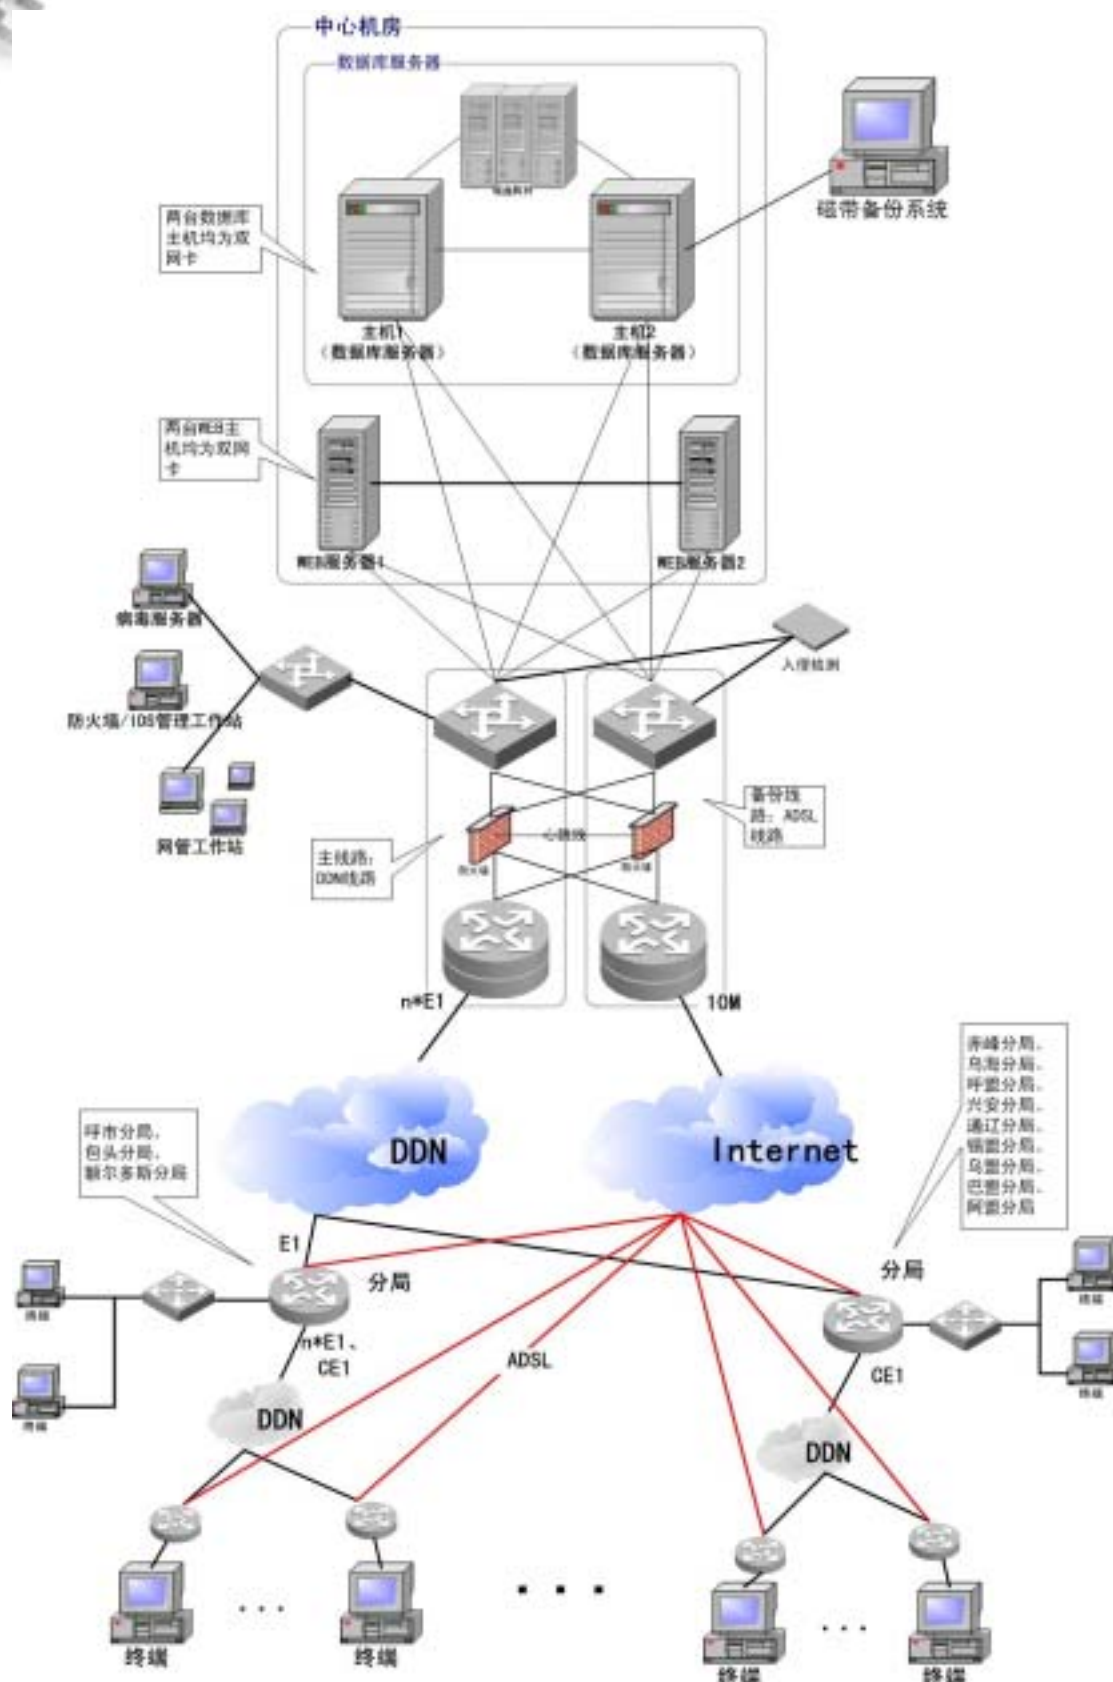 中心机房
数据库服务器
磁盘阵列
磁带备份系统
两台数据库
主机均为双
网卡
主机1
(数据库服务器)
主机2
(数据库服务器)
两台WEB主
机均为双网
卡
WEB服务器1
WEB服务器2
病毒服务器
入侵检测
防火墙/IDS管理工作站
网管工作站
备份线
路:ADSL
线路
主线路:
DDN线路
心跳线
防火墙
防火墙
n*E1
10M
DDN
Internet
呼市分局、
包头分局、
鄂尔多斯分局
赤峰分局、
乌海分局、
呼盟分局、
兴安分局、
通辽分局、
锡盟分局、
乌盟分局、
巴盟分局、
阿盟分局
E1
分局
分局
终端
终端
终端
终端
n*E1、
CE1
ADSL
CE1
DDN
DDN
...
...
...
终端
终端
终端
终端